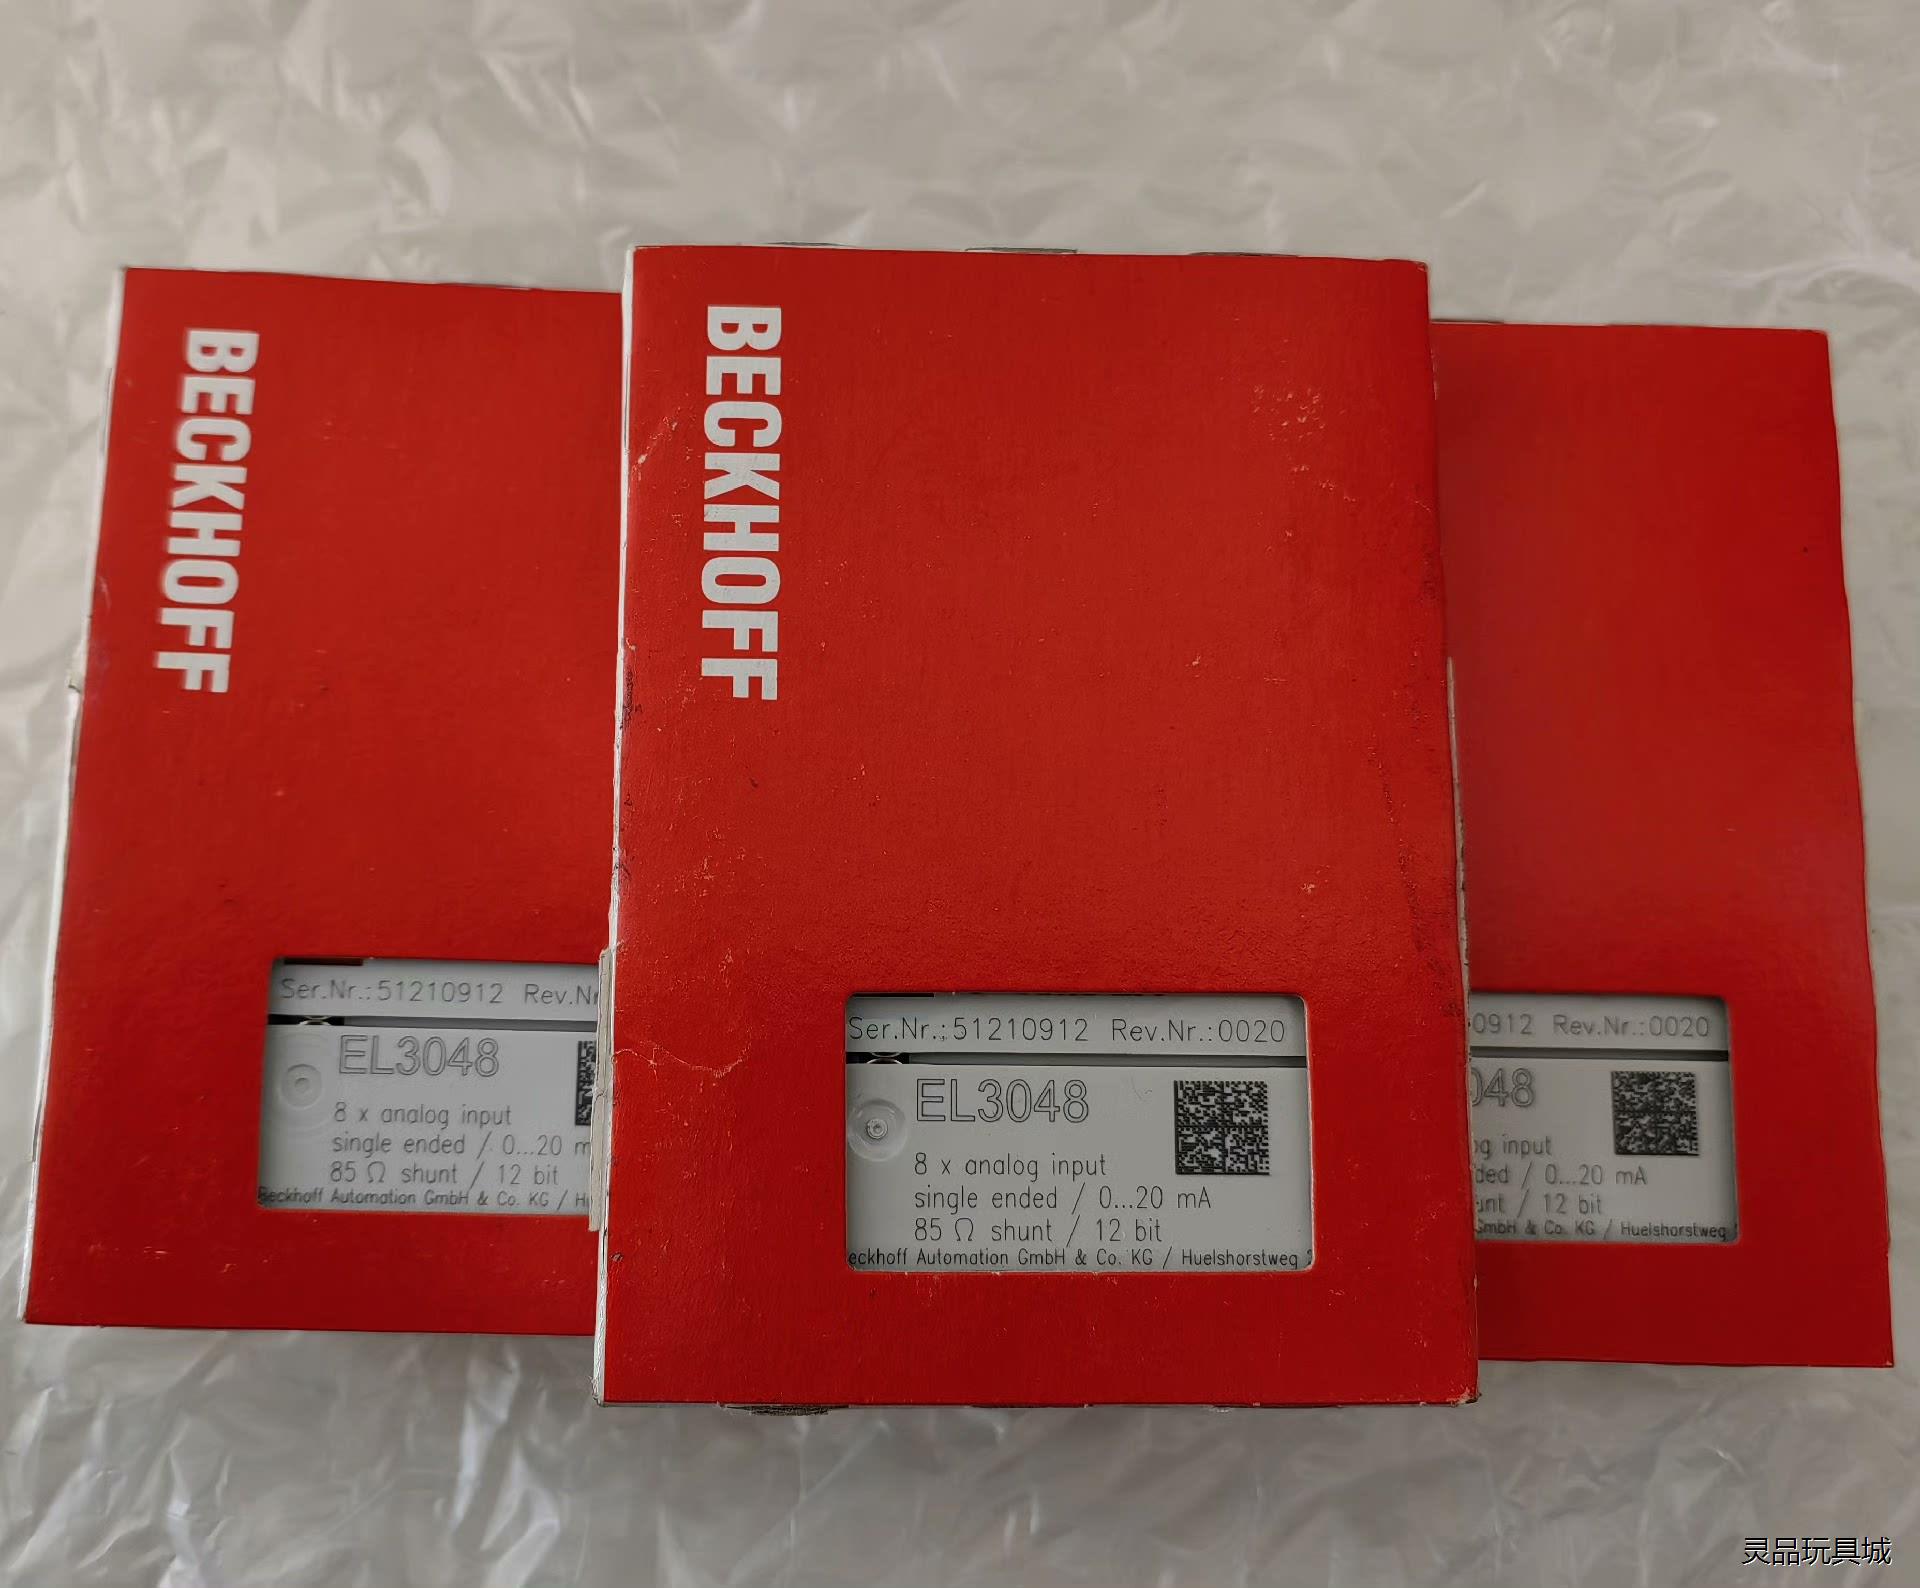 BECKHOFF
Ser.Nr.:51210912 Rev.Nr
EL3048
8 x analog input
single ended / 0...20 m
85 Ω shunt / 12 bit
Beckhoff Automation GmbH & Co. KG / Hu
BECKHOFF
Ser.Nr.:51210912 Rev.Nr.:0020
EL3048
8 x analog input
single ended / 0...20 mA
85 Ω shunt / 12 bit
eckhoff Automation GmbH & Co. KG / Huelshorstweg
0912 Rev.Nr.:0020
048
og input
ded / 0...20 mA
unt / 12 bit
GmbH & Co. KG / Huelshorstweg
灵品玩具城